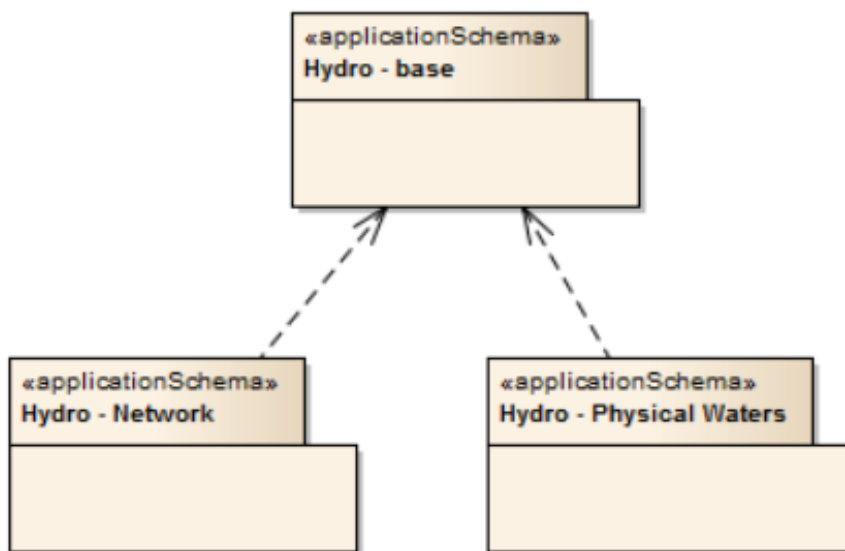 «applicationSchema»
Hydro - base
«applicationSchema»
Hydro - Network
«applicationSchema»
Hydro - Physical Waters